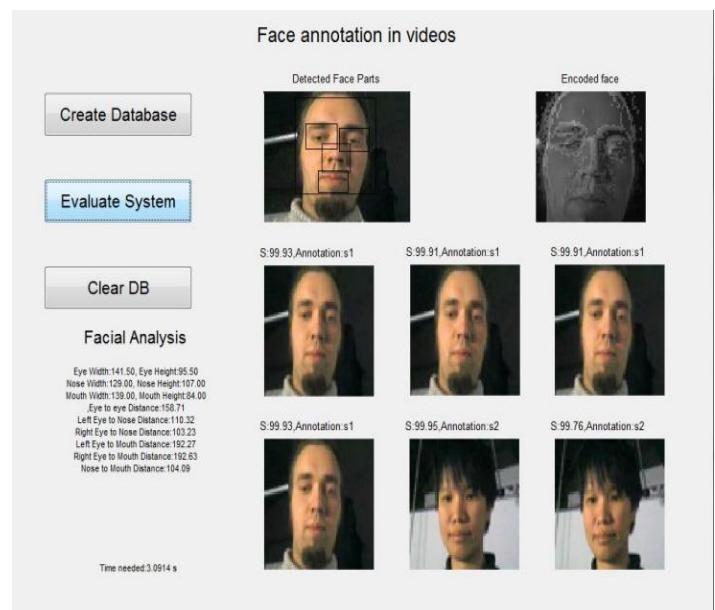 Face annotation in videos
Detected Face Parts
Encoded face
Create Database
Evaluate System
Clear DB
S:99.93,Annotation:s1
S:99.91,Annotation:s1
S:99.91,Annotation:s1
Facial Analysis
Eye Width:141.50, Eye Height:95.50
Nose Width:129.00, Nose Height:107.00
Mouth Width:139.00, Mouth Height:84.00
,Eye to eye Distance:158.71
Left Eye to Nose Distance:110.32
Right Eye to Nose Distance:103.23
Left Eye to Mouth Distance:192.27
Right Eye to Mouth Distance:192.63
Nose to Mouth Distance:104.09
S:99.93,Annotation:s1
S:99.95,Annotation:s2
S:99.76,Annotation:s2
Time needed:3.0914 s